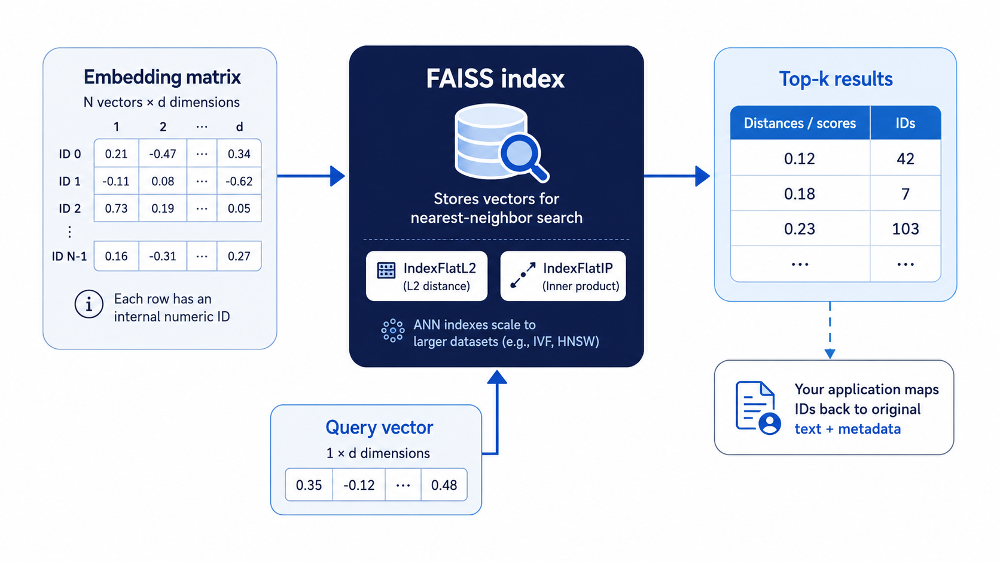 Embedding matrix
N vectors × d dimensions
1 2 ... d
ID 0 0.21 -0.47 ... 0.34
ID 1 -0.11 0.08 ... -0.62
ID 2 0.73 0.19 ... 0.05
⋮
ID N-1 0.16 -0.31 ... 0.27
i
Each row has an
internal numeric ID
FAISS index
Stores vectors for
nearest-neighbor search
IndexFlatL2
(L2 distance)
IndexFlatIP
(Inner product)
ANN indexes scale to
larger datasets (e.g., IVF, HNSW)
Query vector
1 × d dimensions
0.35 -0.12 ... 0.48
Top-k results
Distances / scores IDs
0.12 42
0.18 7
0.23 103
... ...
Your application maps
IDs back to original
text + metadata